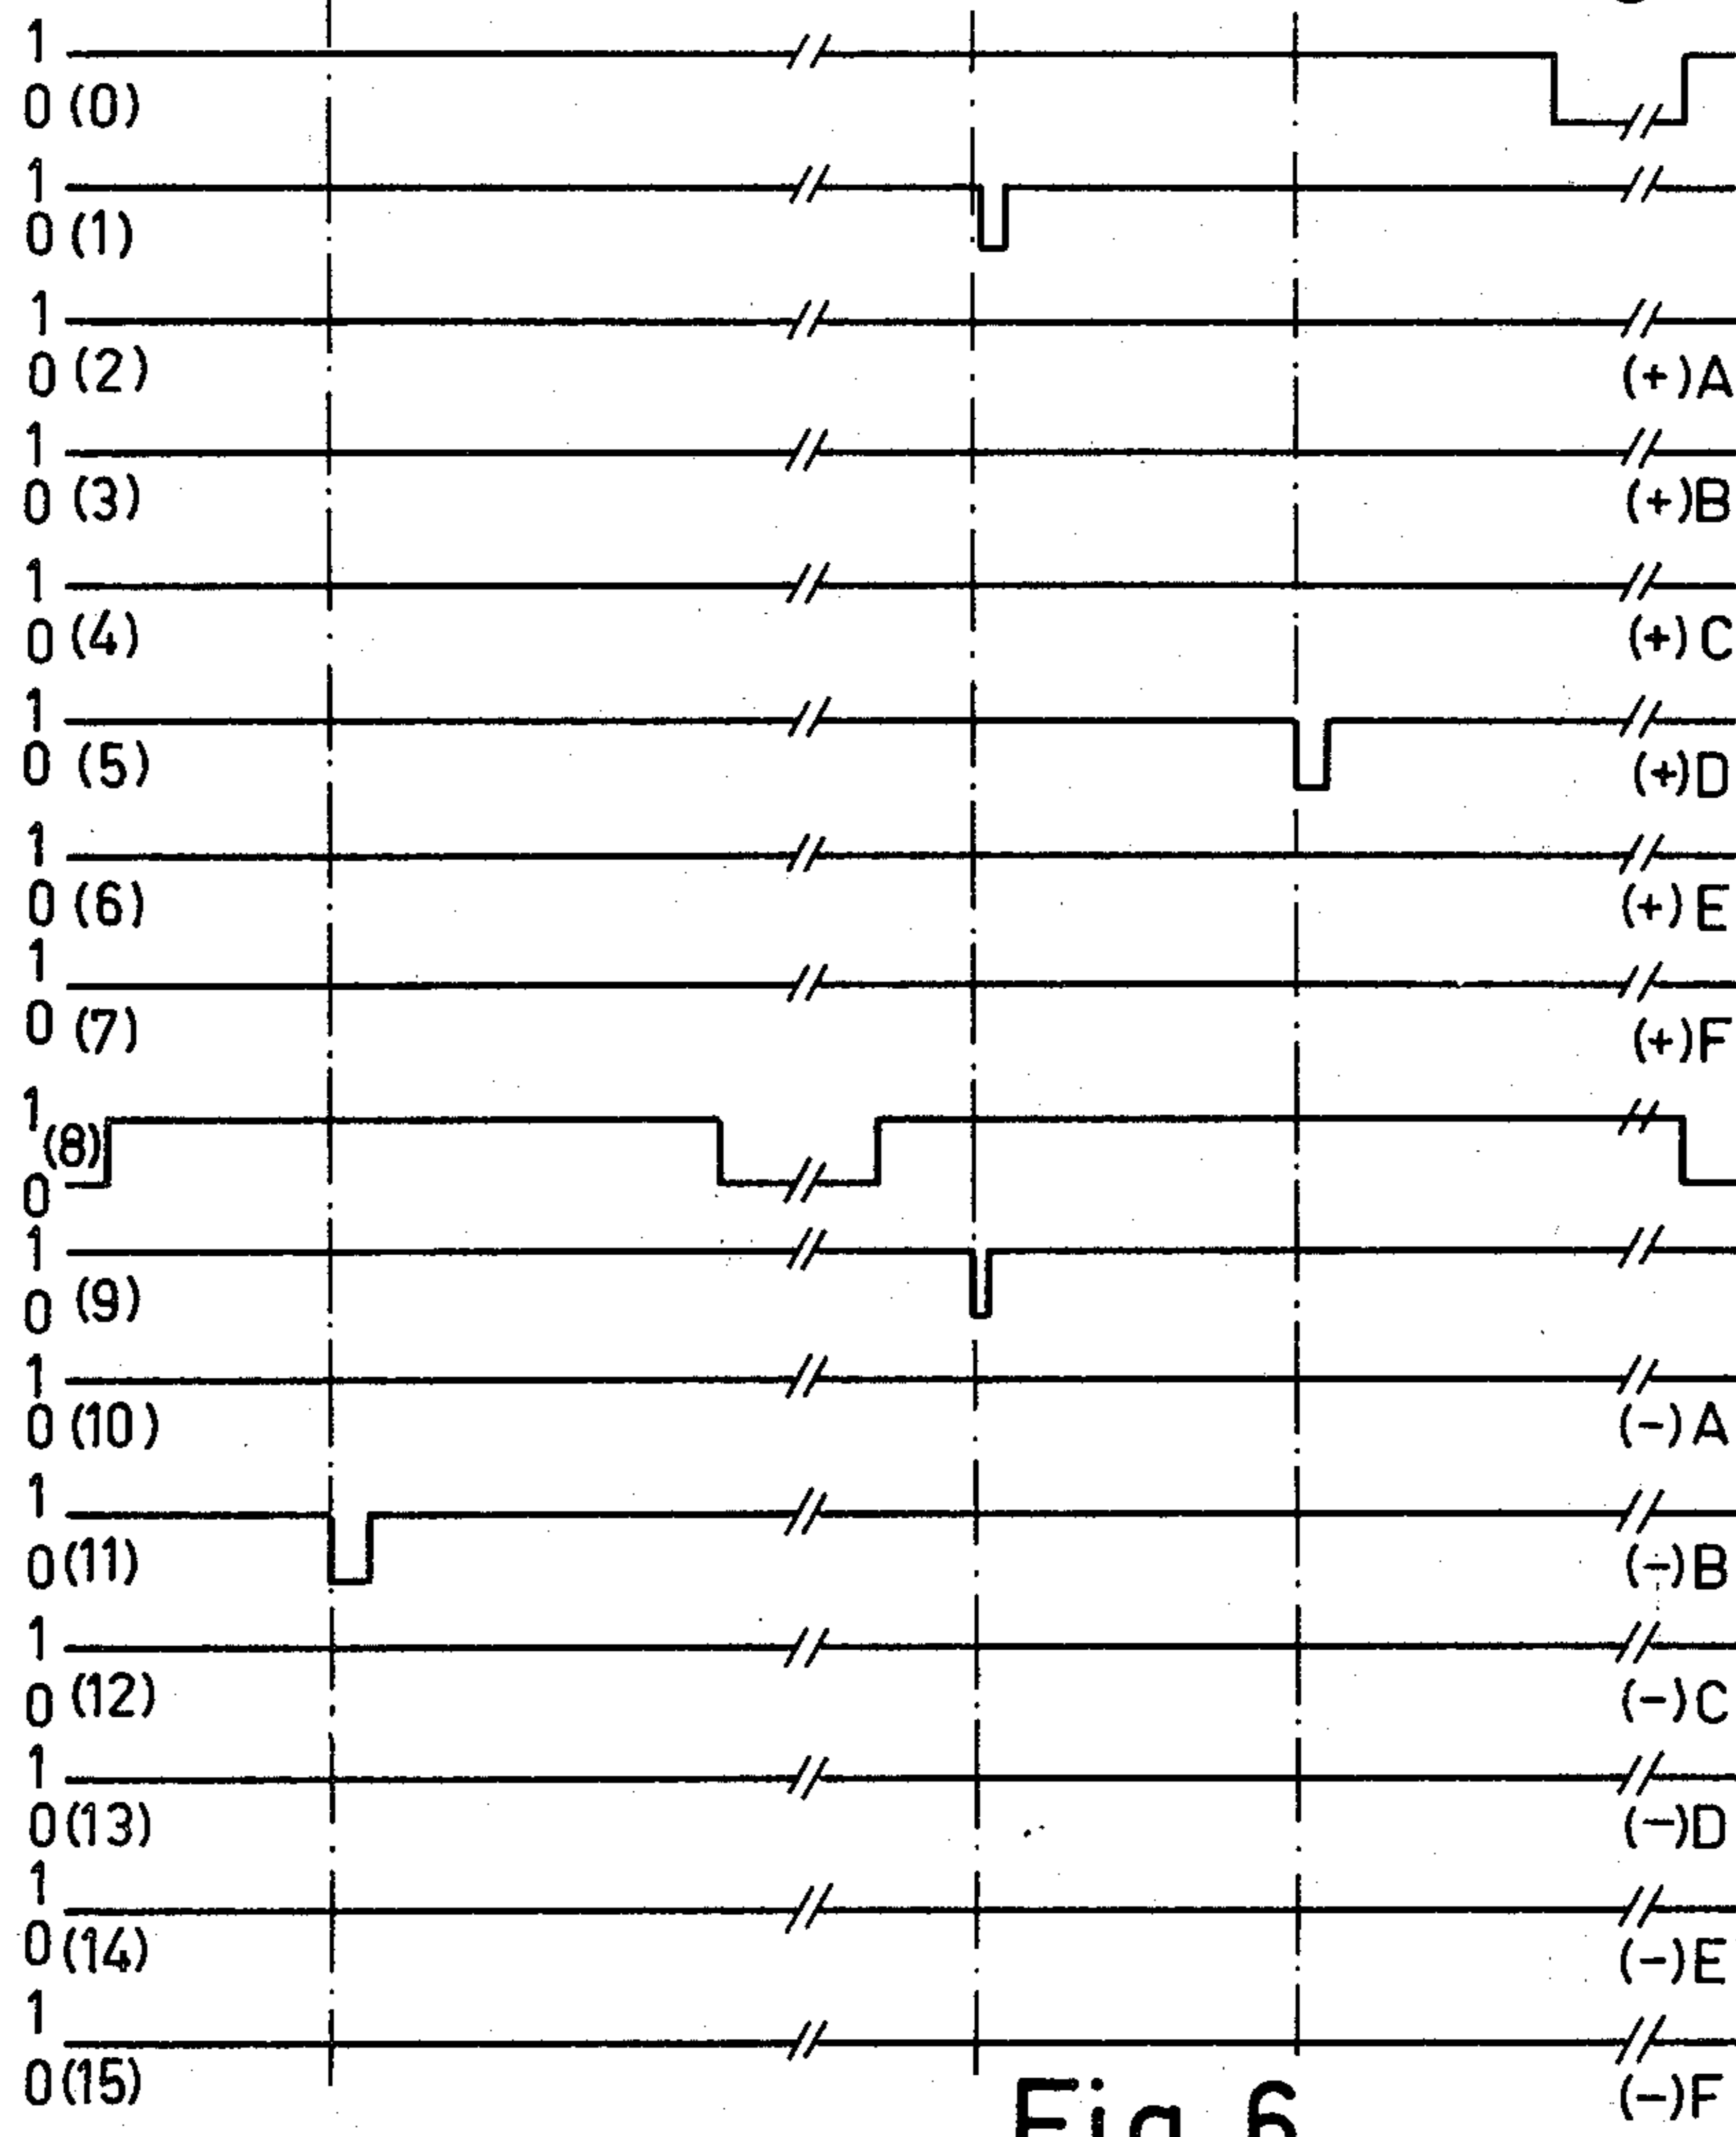 1
0 (0)
1
0 (1)
1
0 (2) (+)A
1
0 (3) (+)B
1
0 (4) (+)C
1
0 (5) (+)D
1
0 (6) (+)E
1
0 (7) (+)F
1
(8)
0
1
0 (9)
1
0 (10) (-)A
1
0 (11) (-)B
1
0 (12) (-)C
1
0 (13) (-)D
1
0 (14) (-)E
1
0 (15) (-)F
Fig. 6